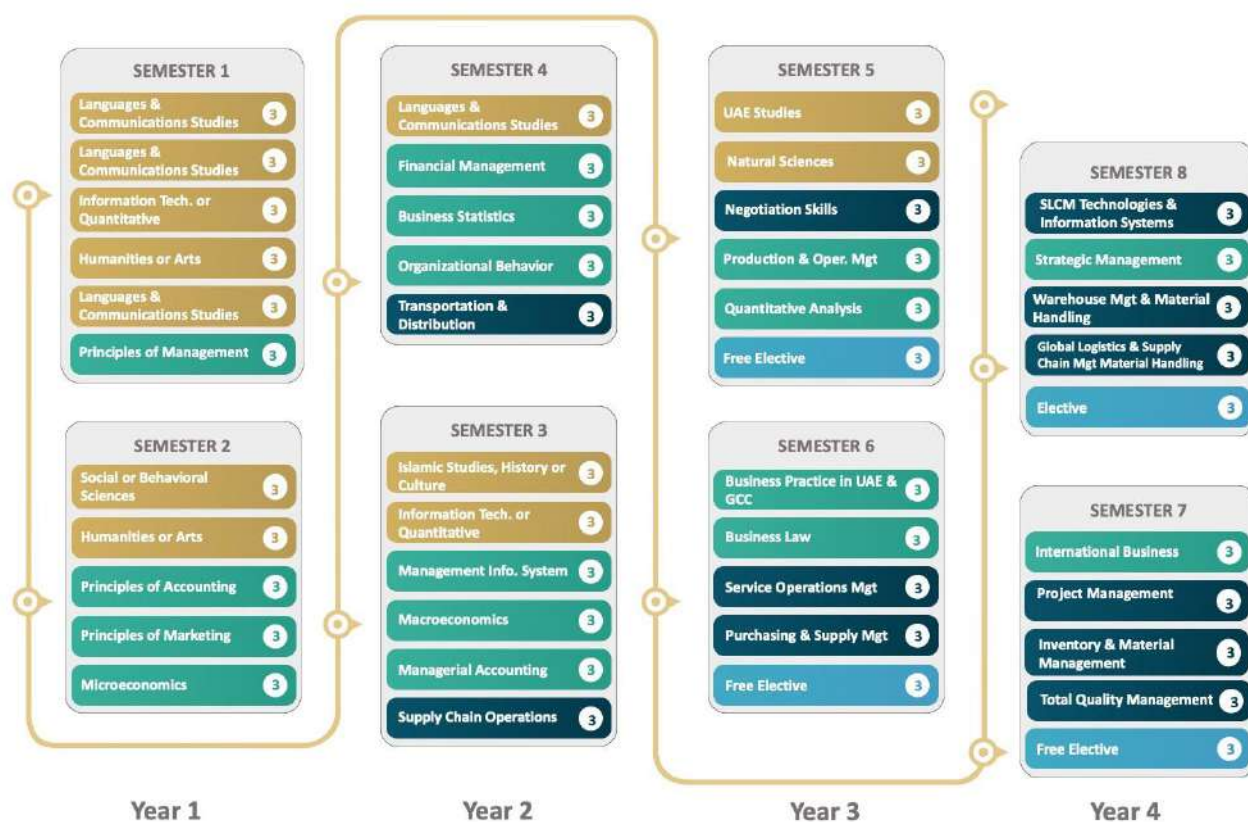 SEMESTER 1
Languages &
Communications Studies
3
Languages &
Communications Studies
3
Information Tech. or
Quantitative
3
Humanities or Arts
3
Languages &
Communications Studies
3
Principles of Management
3
SEMESTER 2
Social or Behavioral
Sciences
3
Humanities or Arts
3
Principles of Accounting
3
Principles of Marketing
3
Microeconomics
3
Year 1
SEMESTER 4
Languages &
Communications Studies
3
Financial Management
3
Business Statistics
3
Organizational Behavior
3
Transportation &
Distribution
3
SEMESTER 3
Islamic Studies, History or
Culture
3
Information Tech. or
Quantitative
3
Management Info. System
3
Macroeconomics
3
Managerial Accounting
3
Supply Chain Operations
3
Year 2
SEMESTER 5
UAE Studies
3
Natural Sciences
3
Negotiation Skills
3
Production & Oper. Mgt
3
Quantitative Analysis
3
Free Elective
3
SEMESTER 6
Business Practice in UAE &
GCC
3
Business Law
3
Service Operations Mgt
3
Purchasing & Supply Mgt
3
Free Elective
3
Year 3
SEMESTER 8
SLCM Technologies &
Information Systems
3
Strategic Management
3
Warehouse Mgt & Material
Handling
3
Global Logistics & Supply
Chain Mgt Material Handling
3
Elective
3
SEMESTER 7
International Business
3
Project Management
3
Inventory & Material
Management
3
Total Quality Management
3
Free Elective
3
Year 4